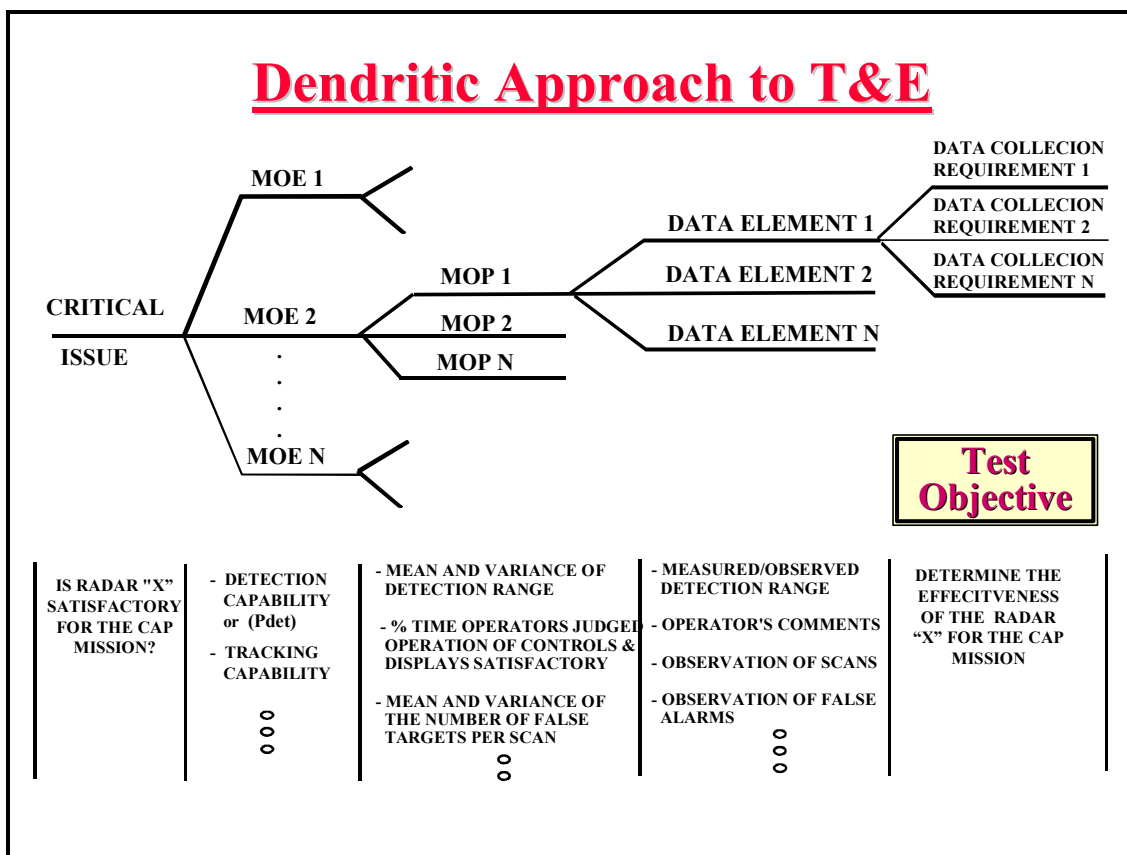 Dendritic Approach to T&E
DATA COLLECION
REQUIREMENT 1
MOE 1
DATA COLLECION
REQUIREMENT 2
DATA ELEMENT 1
DATA COLLECION
REQUIREMENT N
MOP 1
DATA ELEMENT 2
CRITICAL
ISSUE
MOE 2
MOP 2
DATA ELEMENT N
MOP N
.
.
.
.
MOE N
Test
Objective
IS RADAR "X”
SATISFACTORY
FOR THE CAP
MISSION?
- DETECTION
CAPABILITY
or (Pdet)
- TRACKING
CAPABILITY
- MEAN AND VARIANCE OF
DETECTION RANGE
- % TIME OPERATORS JUDGED
OPERATION OF CONTROLS &
DISPLAYS SATISFACTORY
- MEAN AND VARIANCE OF
THE NUMBER OF FALSE
TARGETS PER SCAN
- MEASURED/OBSERVED
DETECTION RANGE
- OPERATOR'S COMMENTS
- OBSERVATION OF SCANS
- OBSERVATION OF FALSE
ALARMS
DETERMINE THE
EFFECITVENESS
OF THE RADAR
“X” FOR THE CAP
MISSION